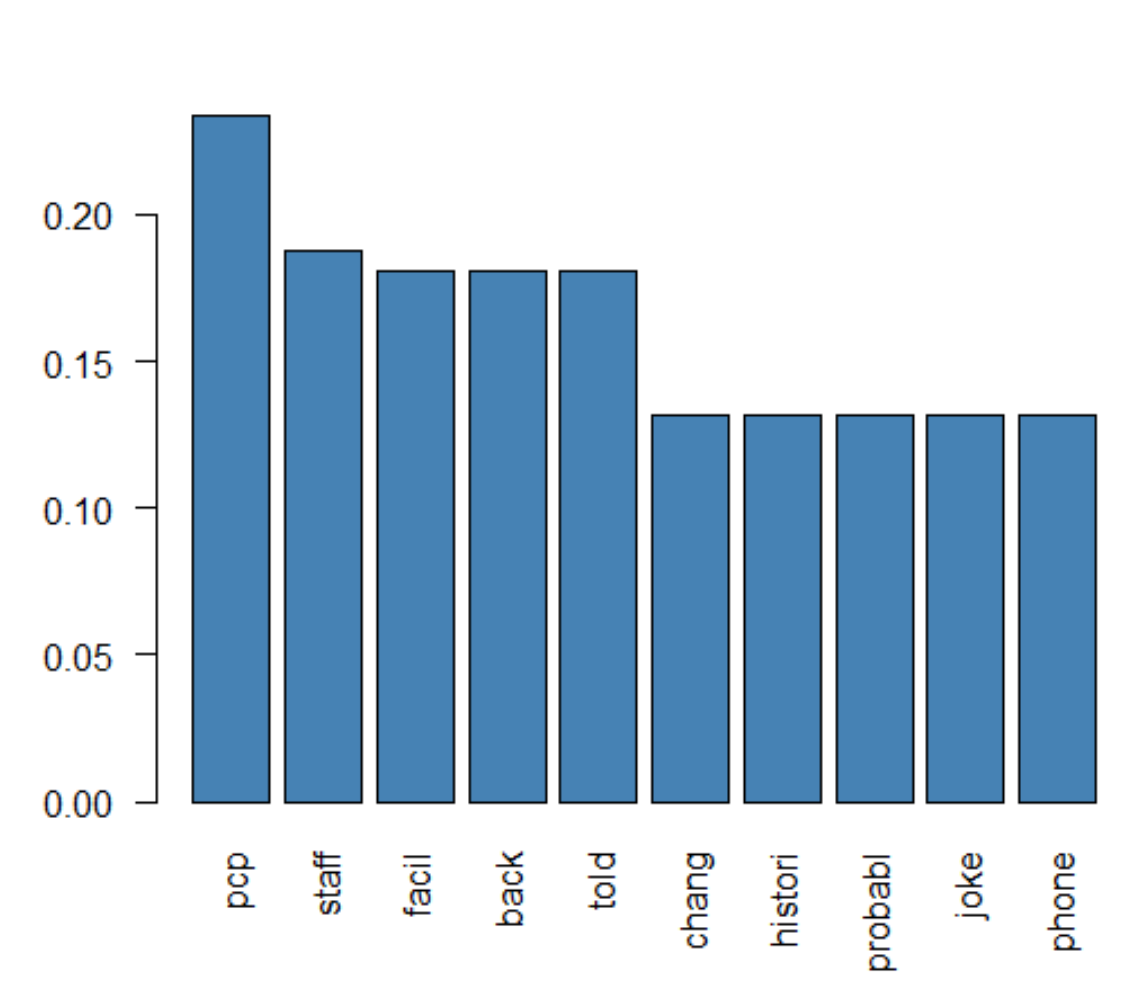 0.20
0.15
0.10
0.05
0.00
pcp
staff
facil
back
told
chang
histori
probabl
joke
phone